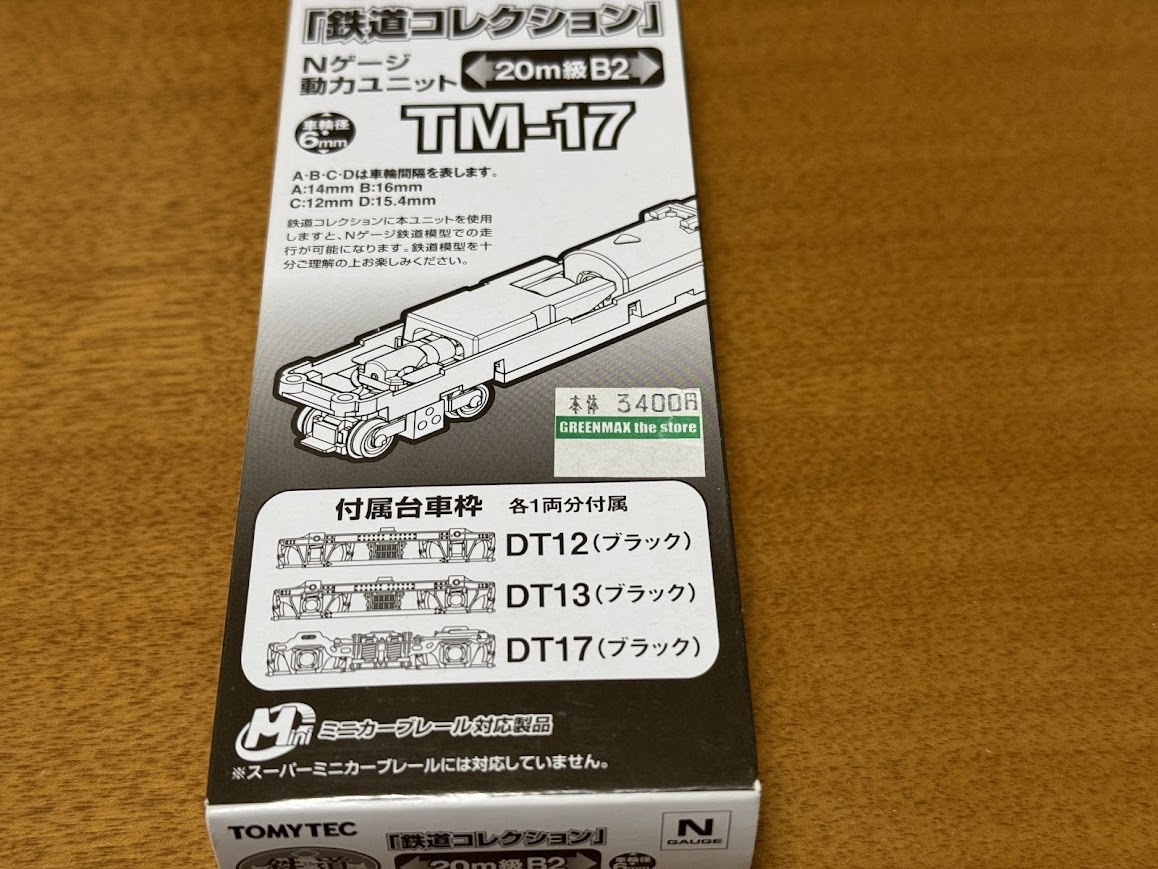 「鉄道コレクション」
Nゲージ
動力ユニット
20m級B2
車輪径
6mm
TM-17
A・B・C・Dは車輪間隔を表します。
A:14mm B:16mm
C:12mm D:15.4mm
鉄道コレクションに本ユニットを使用
しますと、Nゲージ鉄道模型での走
行が可能になります。鉄道模型を十
分ご理解の上お楽しみください。
本体 3400円
GREENMAX the store
付属台車枠 各1両分付属
DT12(ブラック)
DT13(ブラック)
DT17(ブラック)
Mini ミニカーブレール対応製品
※スーパーミニカーブレールには対応していません。
TOMYTEC
「鉄道コレクション」
N
GAUGE
鉄道
20m級B2
車輪径
6mm